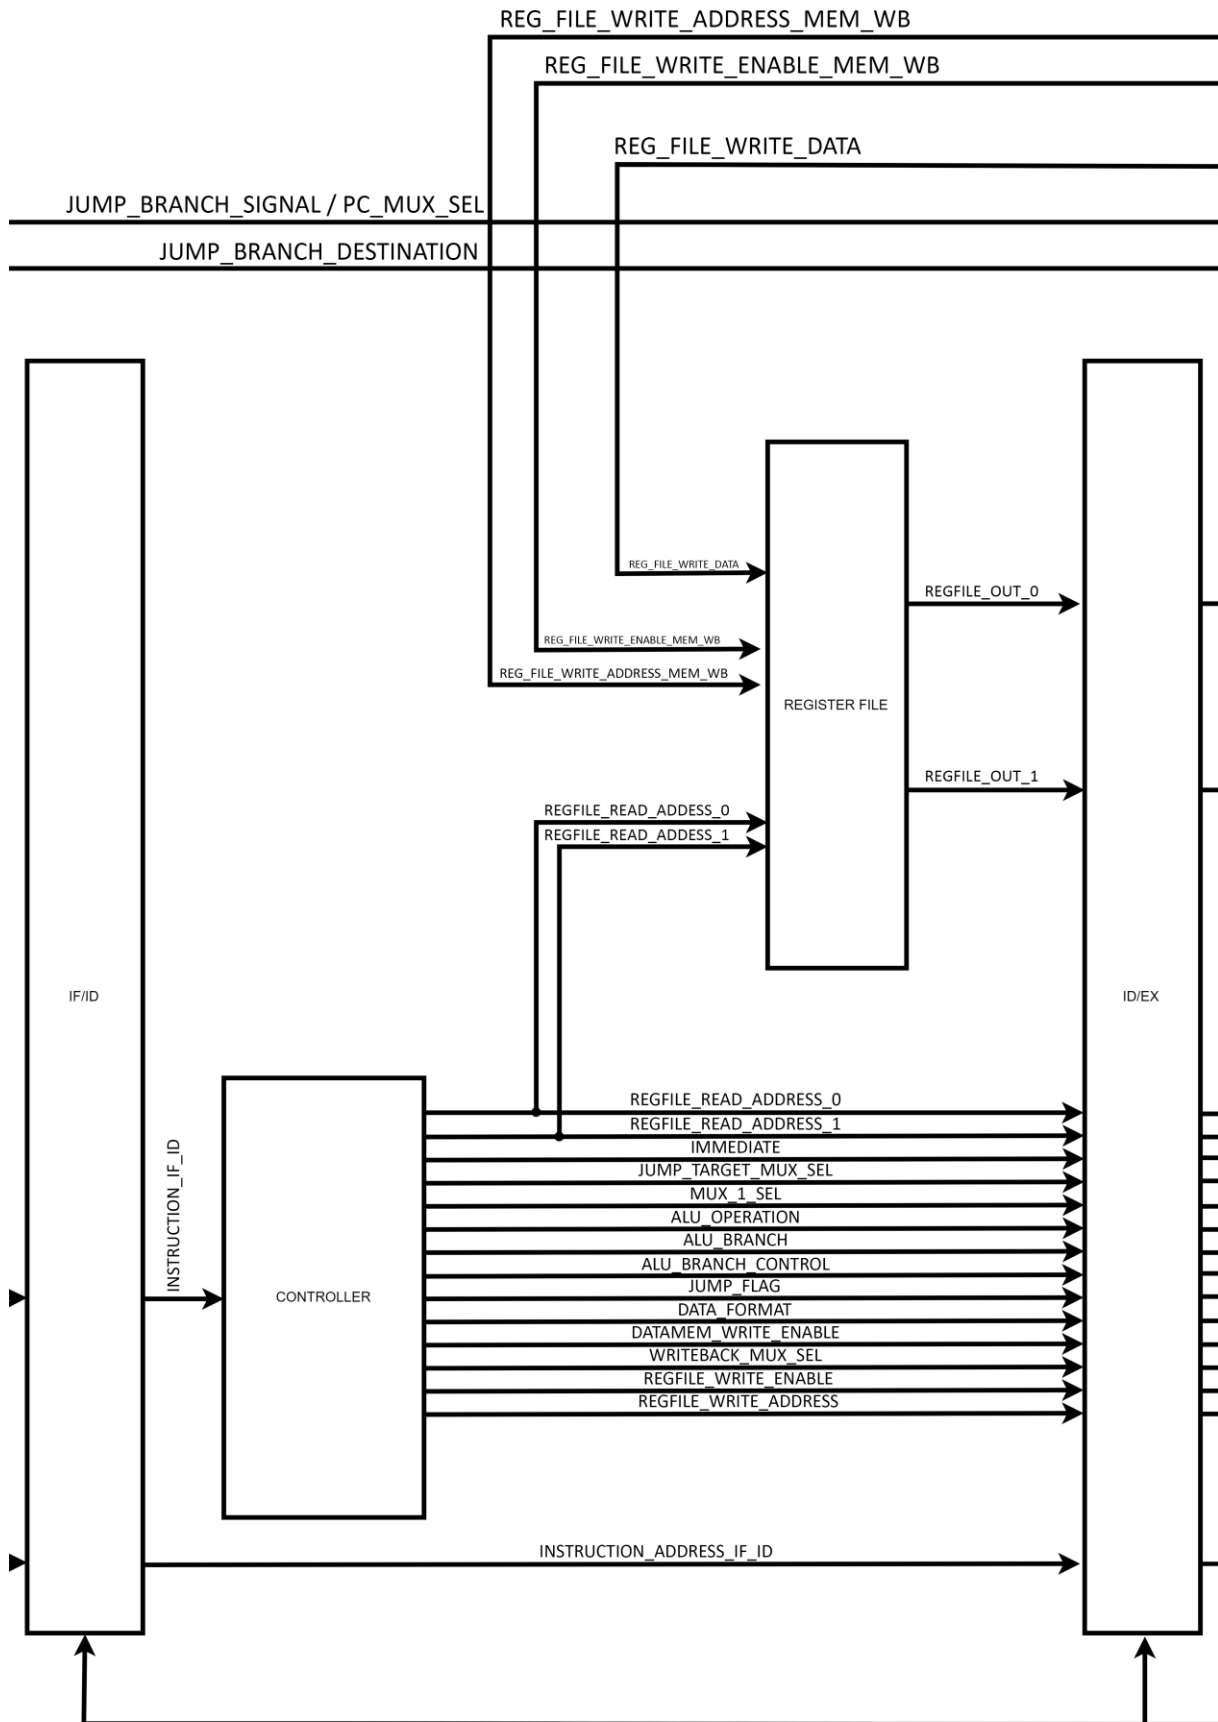 REG_FILE_WRITE_ADDRESS_MEM_WB
REG_FILE_WRITE_ENABLE_MEM_WB
REG_FILE_WRITE_DATA
JUMP_BRANCH_SIGNAL / PC_MUX_SEL
JUMP_BRANCH_DESTINATION
REG_FILE_WRITE_DATA
REGFILE_OUT_0
REG_FILE_WRITE_ENABLE_MEM_WB
REG_FILE_WRITE_ADDRESS_MEM_WB
REGISTER FILE
REGFILE_OUT_1
REGFILE_READ_ADDESS_0
REGFILE_READ_ADDESS_1
IF/ID
ID/EX
REGFILE_READ_ADDRESS_0
REGFILE_READ_ADDRESS_1
IMMEDIATE
JUMP_TARGET_MUX_SEL
MUX_1_SEL
ALU_OPERATION
ALU_BRANCH
ALU_BRANCH_CONTROL
JUMP_FLAG
DATA_FORMAT
DATAMEM_WRITE_ENABLE
WRITEBACK_MUX_SEL
REGFILE_WRITE_ENABLE
REGFILE_WRITE_ADDRESS
INSTRUCTION_IF_ID
CONTROLLER
INSTRUCTION_ADDRESS_IF_ID